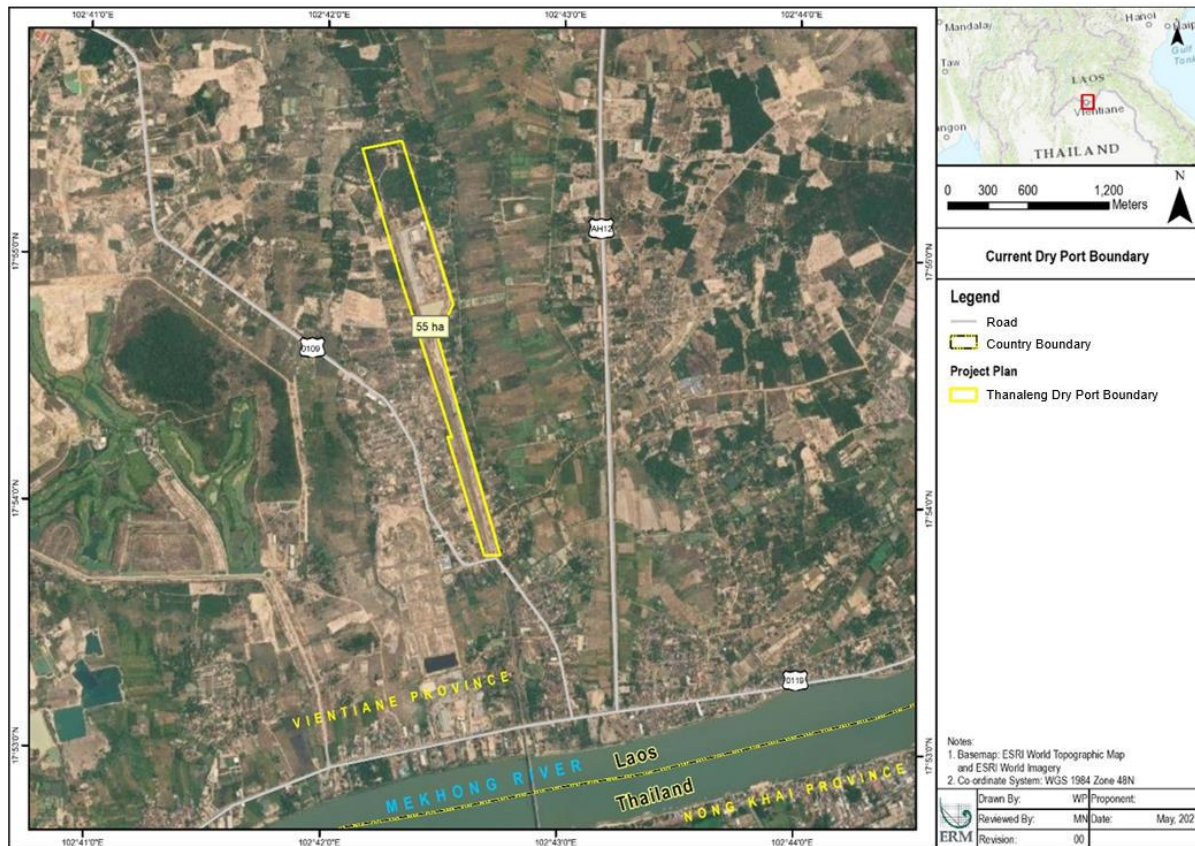 102°41'0"E
102°42'0"E
102°43'0"E
102°44'0"E
17°55'0"N
17°54'0"N
17°53'0"N
17°55'0"N
17°54'0"N
17°53'0"N
AH12
55 ha
0109
0119
VIENTIANE PROVINCE
MEKHONG RIVER
Laos
Thailand
NONG KHAI PROVINCE
102°41'0"E
102°42'0"E
102°43'0"E
102°44'0"E
Mandalay
Hanoi
Haip
Gulf
Tonk
Taw
LAOS
Vientiane
angon
THAILAND
N
0 300 600 1,200
Meters
Current Dry Port Boundary
Legend
Road
Country Boundary
Project Plan
Thanaleng Dry Port Boundary
Notes:
1. Basemap: ESRI World Topographic Map
and ESRI World Imagery
2. Co-ordinate System: WGS 1984 Zone 48N
ERM
Drawn By: WP Proponent:
Reviewed By: MN Date: May, 202
Revision: 00